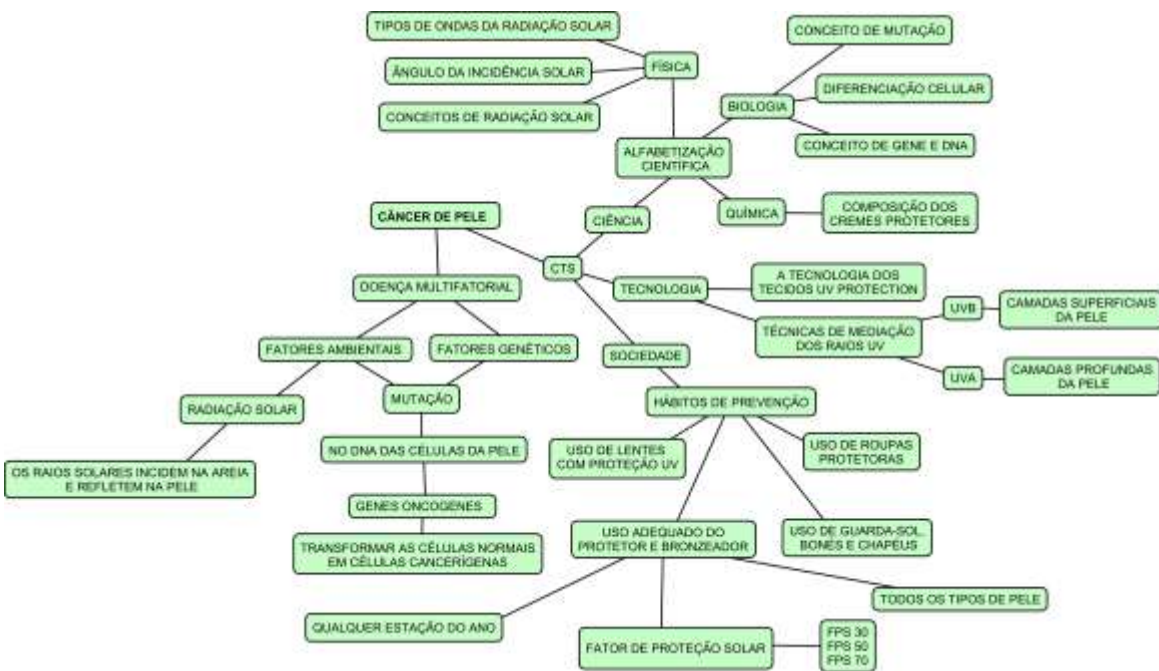 TIPOS DE ONDAS DA RADIAÇÃO SOLAR
ÂNGULO DA INCIDÊNCIA SOLAR
CONCEITOS DE RADIAÇÃO SOLAR
FÍSICA
CONCEITO DE MUTAÇÃO
DIFERENCIAÇÃO CELULAR
BIOLOGIA
CONCEITO DE GENE E DNA
ALFABETIZAÇÃO
CIENTÍFICA
QUÍMICA
COMPOSIÇÃO DOS
CREMES PROTETORES
CIÊNCIA
CÂNCER DE PELE
CTS
DOENÇA MULTIFATORIAL
TECNOLOGIA
A TECNOLOGIA DOS
TECIDOS UV PROTECTION
TÉCNICAS DE MEDIAÇÃO
DOS RAIOS UV
UVB
CAMADAS SUPERFICIAIS
DA PELE
UVA
CAMADAS PROFUNDAS
DA PELE
FATORES AMBIENTAIS
FATORES GENÉTICOS
SOCIEDADE
RADIAÇÃO SOLAR
MUTAÇÃO
HÁBITOS DE PREVENÇÃO
OS RAIOS SOLARES INCIDEM NA AREIA
E REFLETEM NA PELE
NO DNA DAS CÉLULAS DA PELE
USO DE LENTES
COM PROTEÇÃO UV
USO DE ROUPAS
PROTETORAS
GENES ONCOGENES
TRANSFORMAR AS CÉLULAS NORMAIS
EM CÉLULAS CANCERÍGENAS
USO ADEQUADO DO
PROTETOR E BRONZEADOR
USO DE GUARDA-SOL,
BONÉS E CHAPÉUS
QUALQUER ESTAÇÃO DO ANO
TODOS OS TIPOS DE PELE
FATOR DE PROTEÇÃO SOLAR
FPS 30
FPS 50
FPS 70